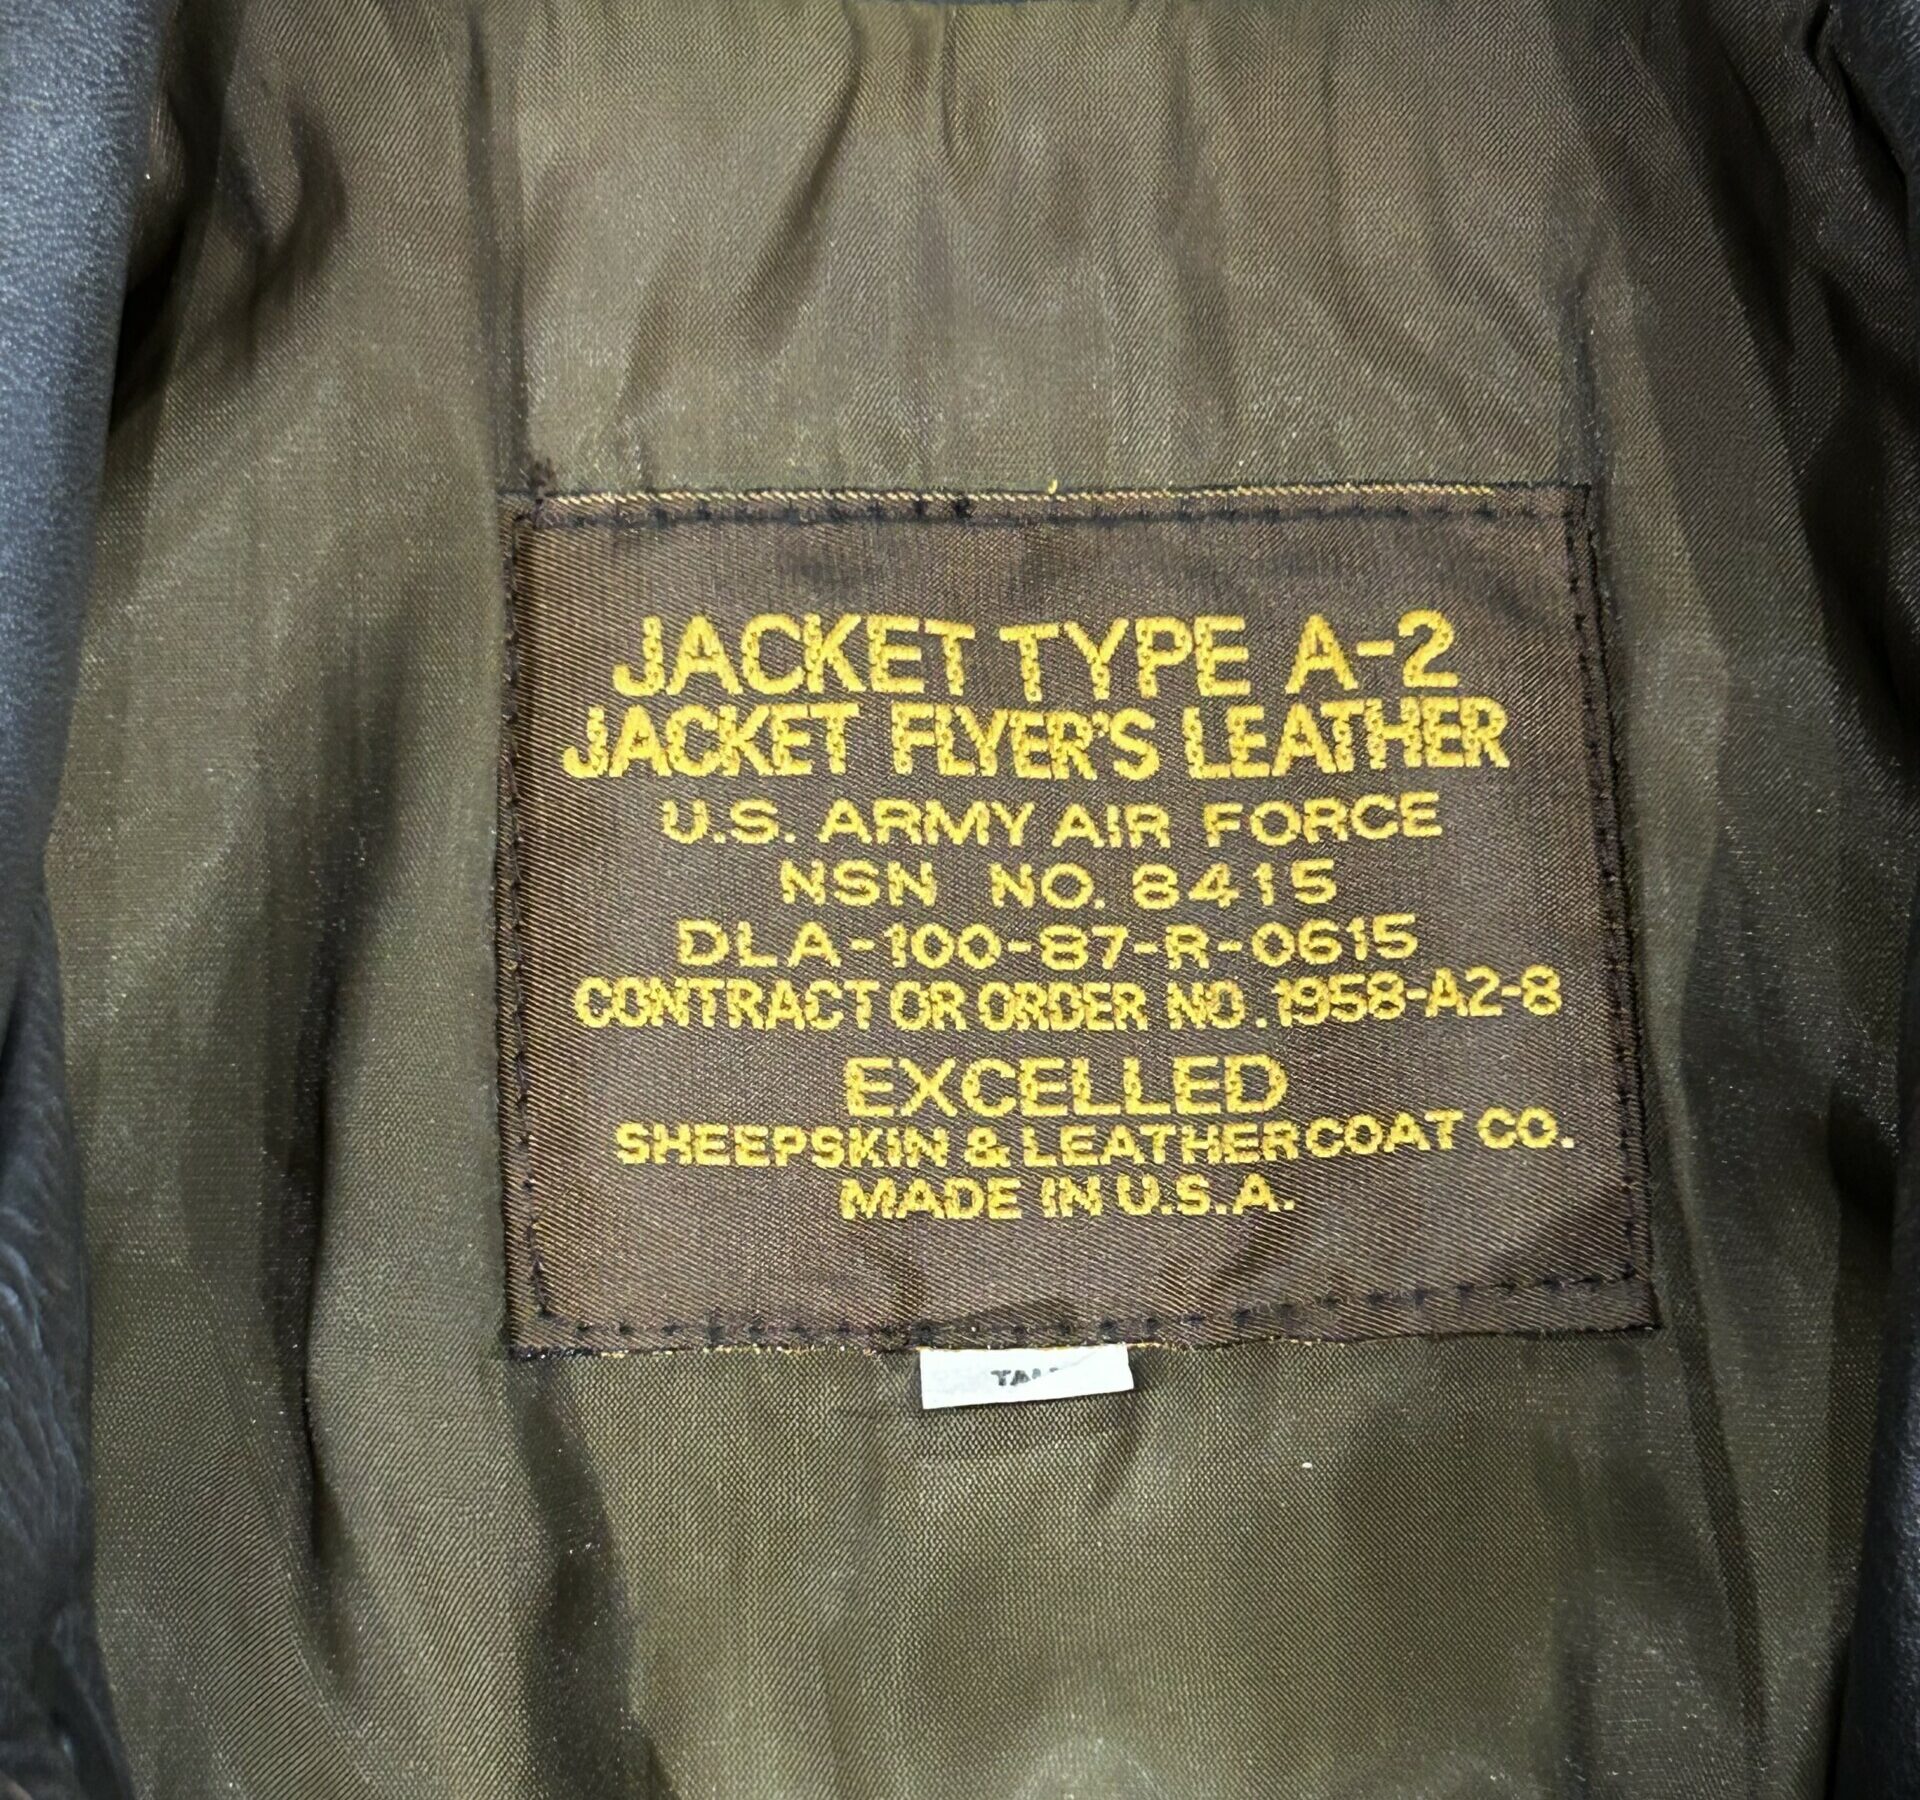 JACKET TYPE A-2
JACKET FLYER'S LEATHER
U.S. ARMY AIR FORCE
NSN NO. 8415
DLA-100-87-R-0615
CONTRACT OR ORDER NO. 1958-A2-8
EXCELLED
SHEEPSKIN & LEATHER COAT CO.
MADE IN U.S.A.